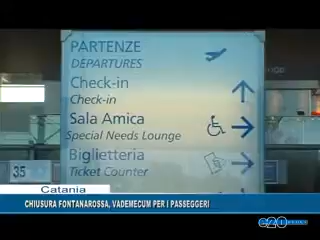 PARTENZE
DEPARTURES
Check-in
Check-in
Sala Amica
Special Needs Lounge
Biglietteria
Ticket Counter
35
Catania
CHIUSURA FONTANAROSSA, VADEMECUM PER I PASSEGGERI
e20